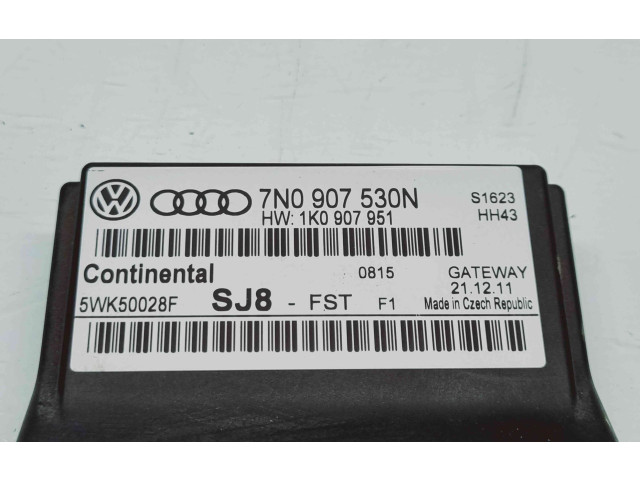 VW 7N0 907 530N S1623
HW: 1K0 907 951 HH43
Continental 0815 GATEWAY
5WK50028F SJ8 - FST F1 21.12.11
Made in Czech Republic